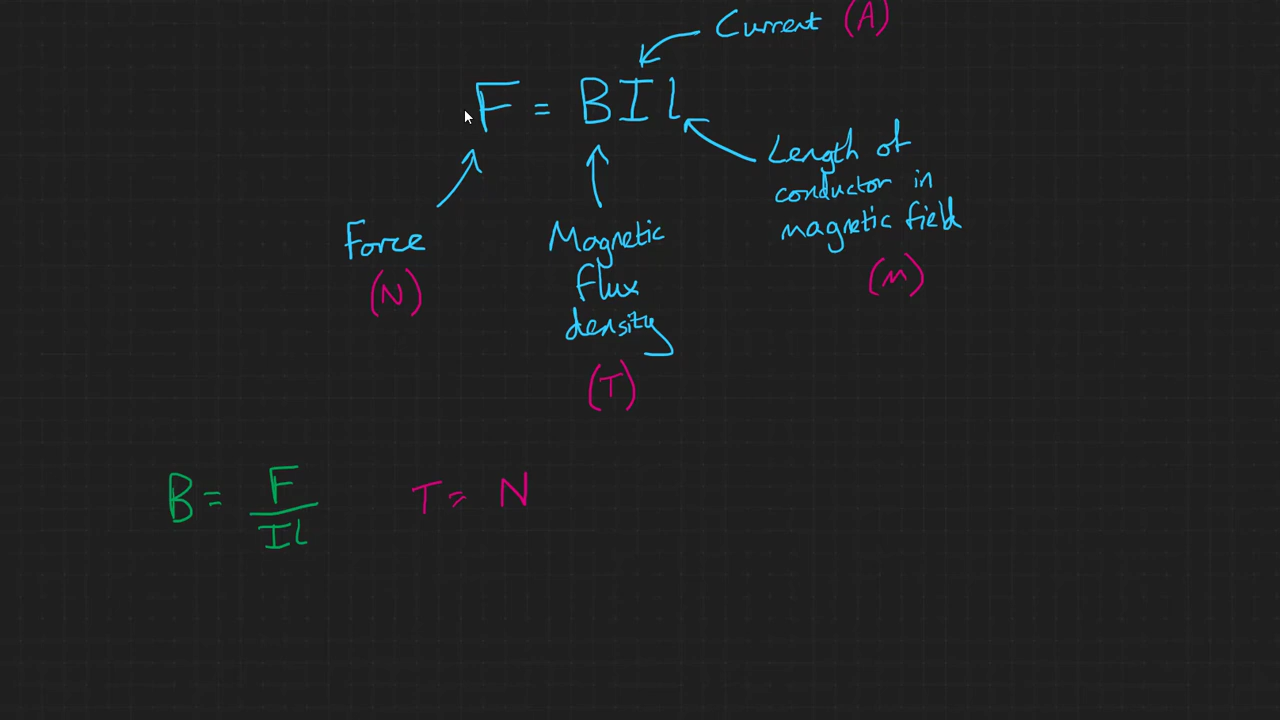 Current (A)
F = BIl
Length of
conductor in
magnetic field
(m)
Force
(N)
Magnetic
flux
density
(T)
B = F/Il
T = N